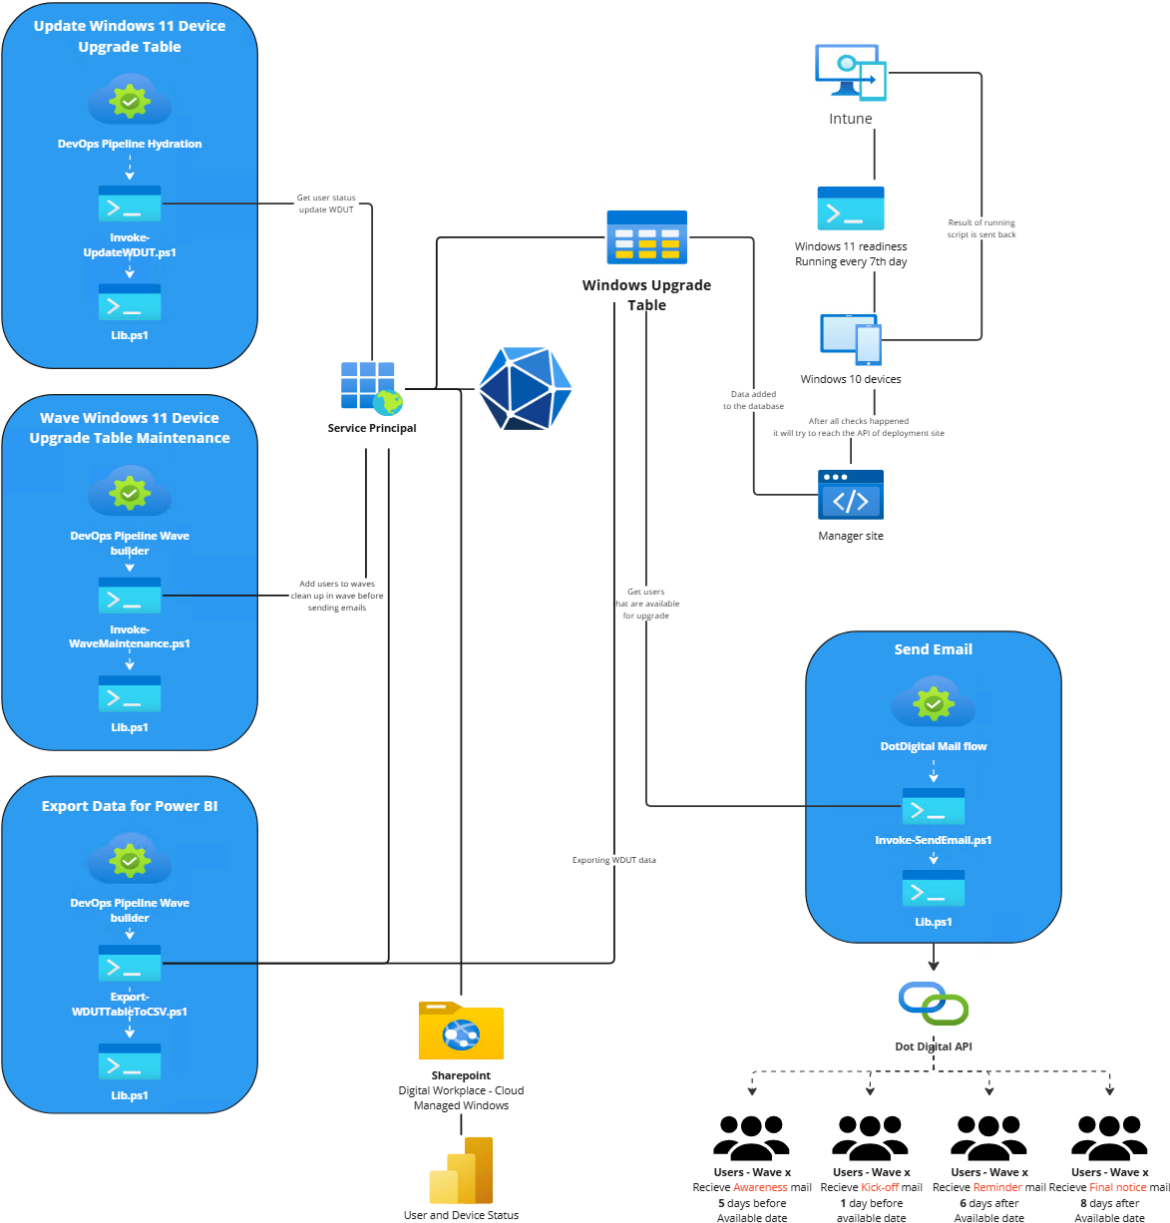 Update Windows 11 Device
Upgrade Table
DevOps Pipeline Hydration
Invoke-
UpdateWDUT.ps1
Lib.ps1
Get user status
update WDUT
Wave Windows 11 Device
Upgrade Table Maintenance
DevOps Pipeline Wave
builder
Invoke-
WaveMaintenance.ps1
Lib.ps1
Add users to waves
clean up in wave before
sending emails
Export Data for Power BI
DevOps Pipeline Wave
builder
Export-
WDUTTableToCSV.ps1
Lib.ps1
Service Principal
Windows Upgrade
Table
Intune
Windows 11 readiness
Running every 7th day
Result of running
script is sent back
Windows 10 devices
Data added
to the database
After all checks happened
it will try to reach the API of deployment site
Manager site
Get users
hat are available
for upgrade
Exporting WDUT data
Send Email
DotDigital Mail flow
Invoke-SendEmail.ps1
Lib.ps1
Dot Digital API
Sharepoint
Digital Workplace - Cloud
Managed Windows
User and Device Status
Users - Wave x
Recieve Awareness mail
5 days before
Available date
Users - Wave x
Recieve Kick-off mail
1 day before
available date
Users - Wave x
Recieve Reminder mail
6 days after
Available date
Users - Wave x
Recieve Final notice mail
8 days after
Available date